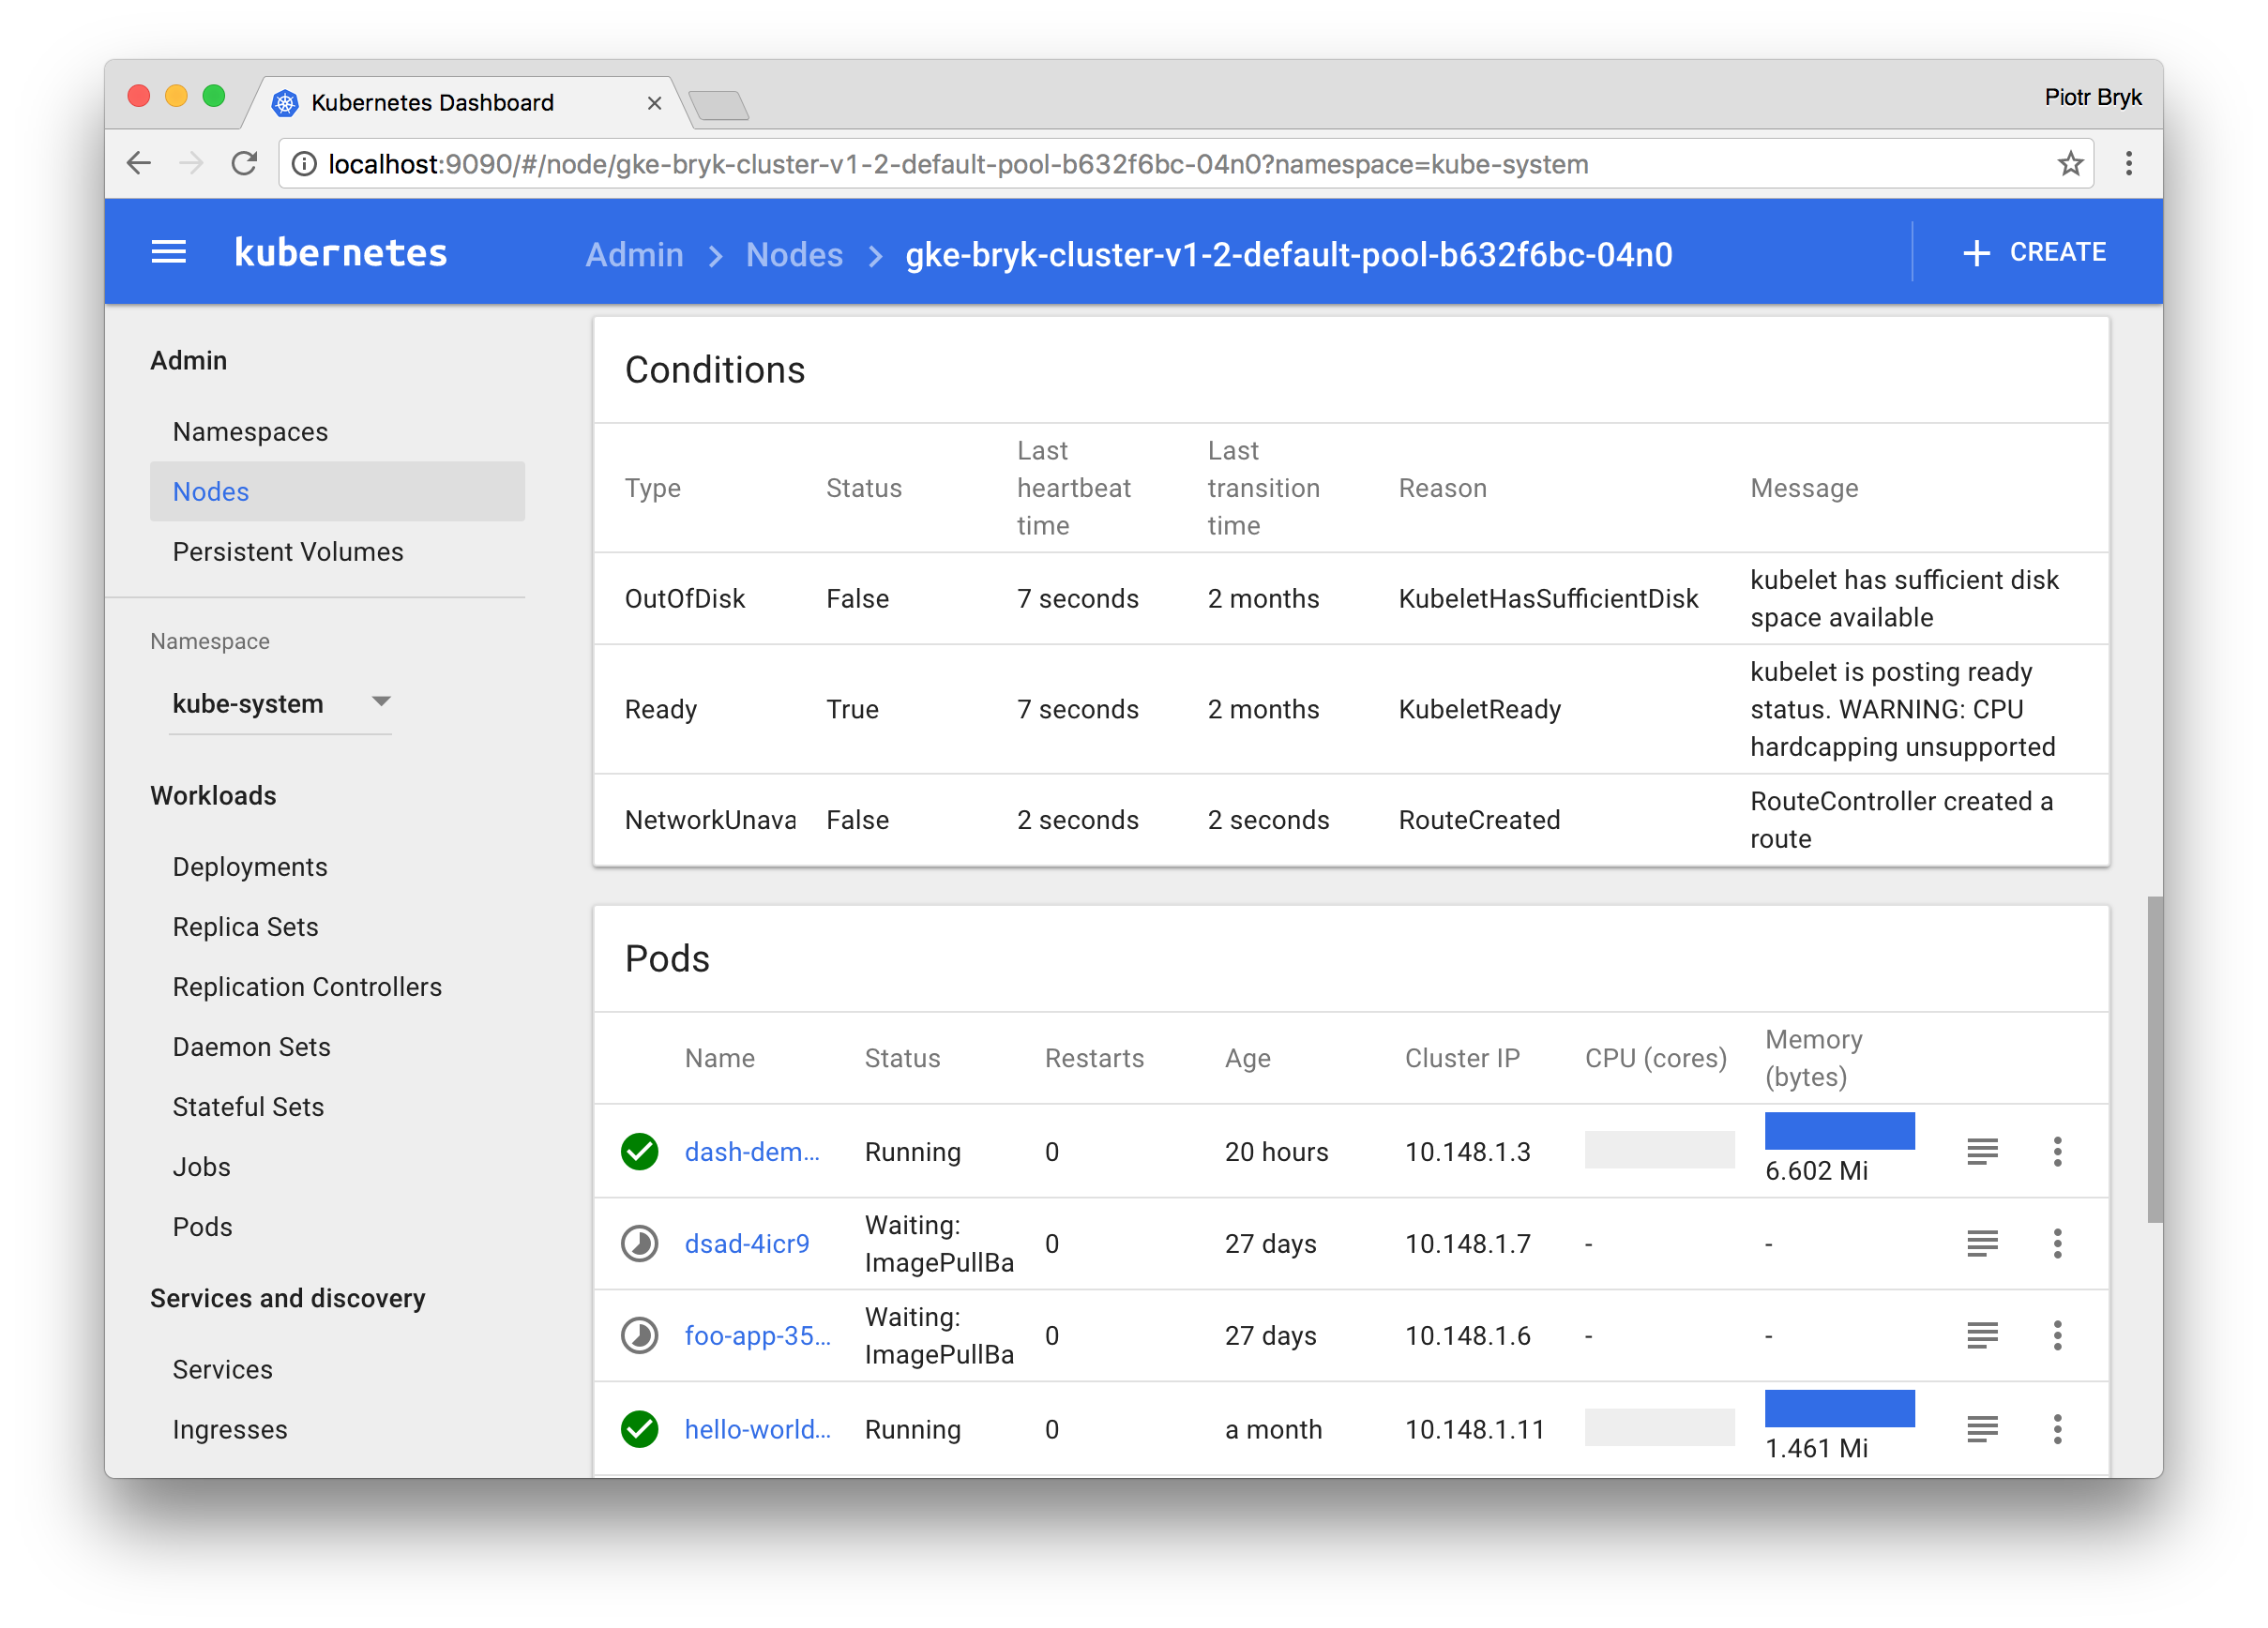 Kubernetes Dashboard
Piotr Bryk
localhost:9090/#/node/gke-bryk-cluster-v1-2-default-pool-b632f6bc-04n0?namespace=kube-system
kubernetes
Admin > Nodes > gke-bryk-cluster-v1-2-default-pool-b632f6bc-04n0
+ CREATE
Admin
Namespaces
Nodes
Persistent Volumes
Namespace
kube-system
Workloads
Deployments
Replica Sets
Replication Controllers
Daemon Sets
Stateful Sets
Jobs
Pods
Services and discovery
Services
Ingresses
Conditions
Type Status Last heartbeat time Last transition time Reason Message
OutOfDisk False 7 seconds 2 months KubeletHasSufficientDisk kubelet has sufficient disk
space available
Ready True 7 seconds 2 months KubeletReady kubelet is posting ready
status. WARNING: CPU
hardcapping unsupported
NetworkUnava False 2 seconds 2 seconds RouteCreated RouteController created a
route
Pods
Name Status Restarts Age Cluster IP CPU (cores) Memory (bytes)
dash-dem... Running 0 20 hours 10.148.1.3 6.602 Mi
dsad-4icr9 Waiting: ImagePullBa 0 27 days 10.148.1.7 - -
foo-app-35... Waiting: ImagePullBa 0 27 days 10.148.1.6 - -
hello-world... Running 0 a month 10.148.1.11 1.461 Mi